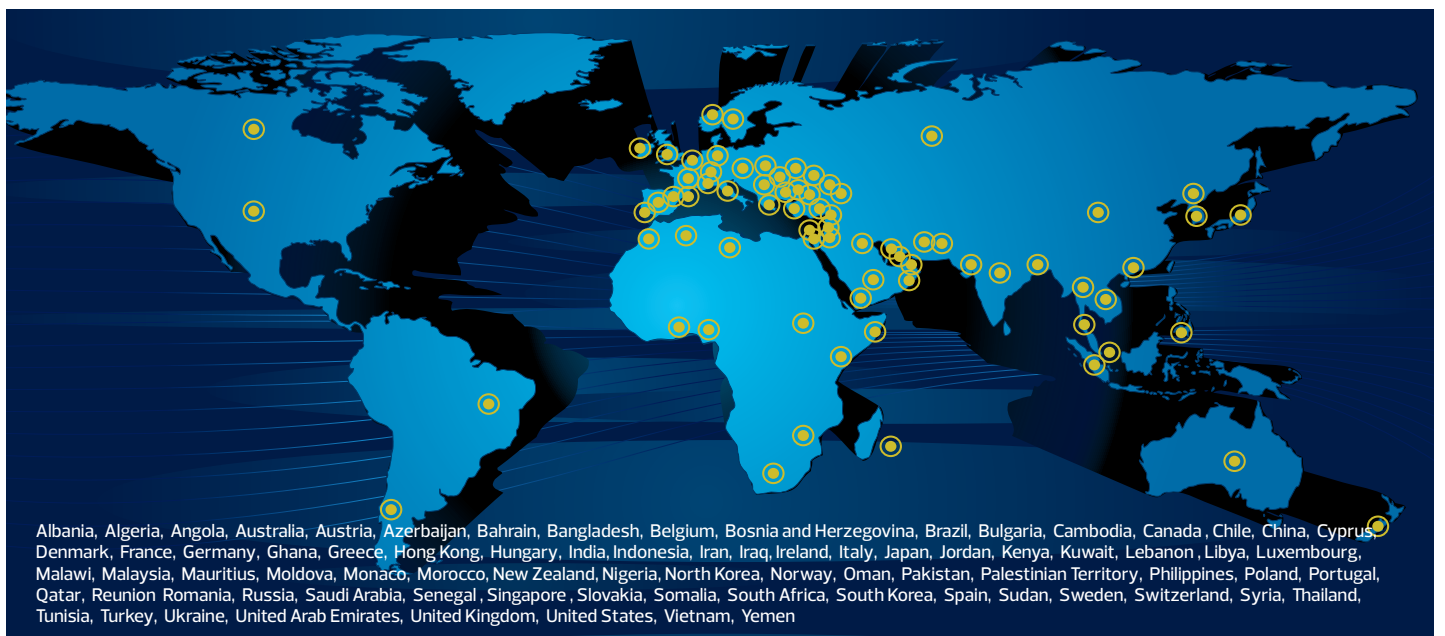 Albania, Algeria, Angola, Australia, Austria, Azerbaijan, Bahrain, Bangladesh, Belgium, Bosnia and Herzegovina, Brazil, Bulgaria, Cambodia, Canada , Chile, China, Cyprus,
Denmark, France, Germany, Ghana, Greece, Hong Kong, Hungary, India, Indonesia, Iran, Iraq, Ireland, Italy, Japan, Jordan, Kenya, Kuwait, Lebanon , Libya, Luxembourg,
Malawi, Malaysia, Mauritius, Moldova, Monaco, Morocco, New Zealand, Nigeria, North Korea, Norway, Oman, Pakistan, Palestinian Territory, Philippines, Poland, Portugal,
Qatar, Reunion Romania, Russia, Saudi Arabia, Senegal , Singapore , Slovakia, Somalia, South Africa, South Korea, Spain, Sudan, Sweden, Switzerland, Syria, Thailand,
Tunisia, Turkey, Ukraine, United Arab Emirates, United Kingdom, United States, Vietnam, Yemen